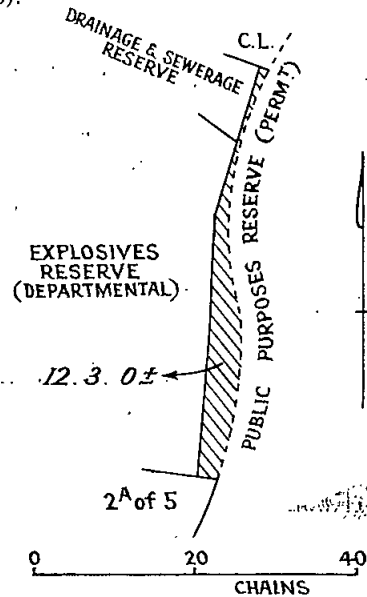 s).
DRAINAGE & SEWERAGE
RESERVE
C.L.
PUBLIC PURPOSES RESERVE (PERMT)
EXPLOSIVES
RESERVE
(DEPARTMENTAL)
12. 3. 0±
2A of 5
0 20 40
CHAINS